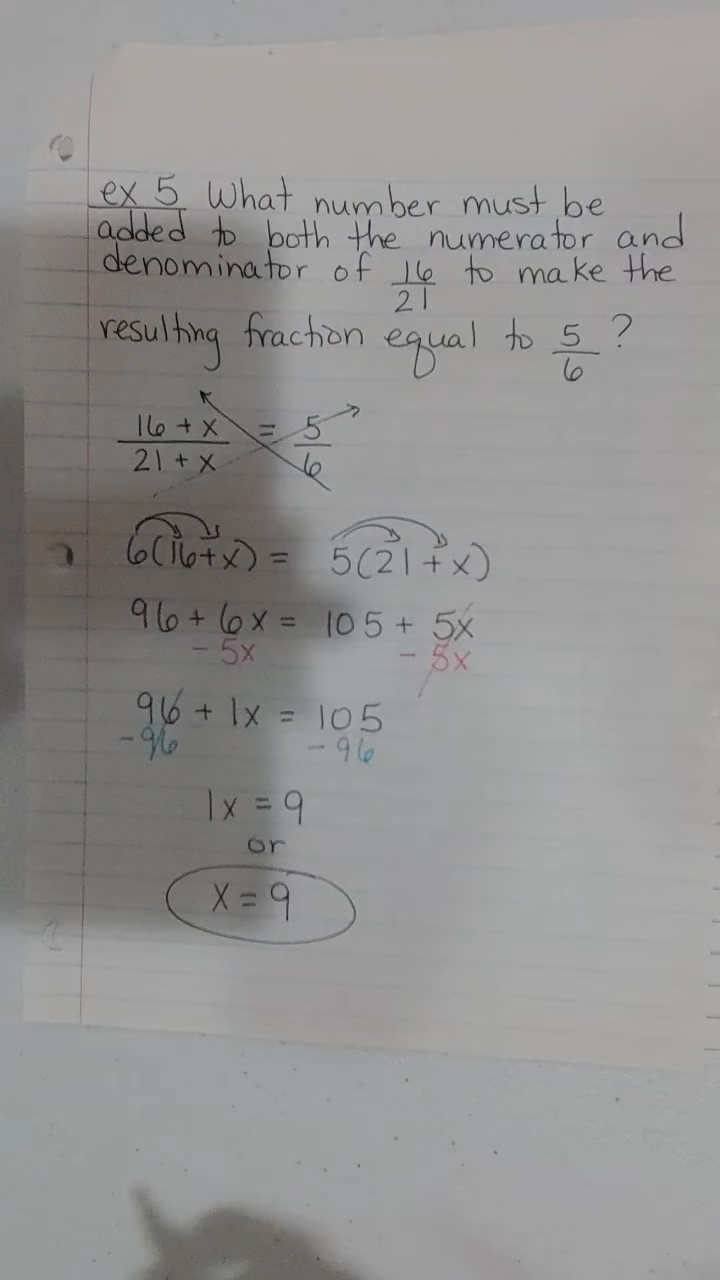 ex 5 What number must be
added to both the numerator and
denominator of 16/21 to make the
resulting fraction equal to 5/6 ?
16 + x = 5
21 + x 6
6(16+x) = 5(21+x)
96 + 6x = 105 + 5x
- 5x - 5x
96 + 1x = 105
-96 - 96
1x = 9
or
x = 9